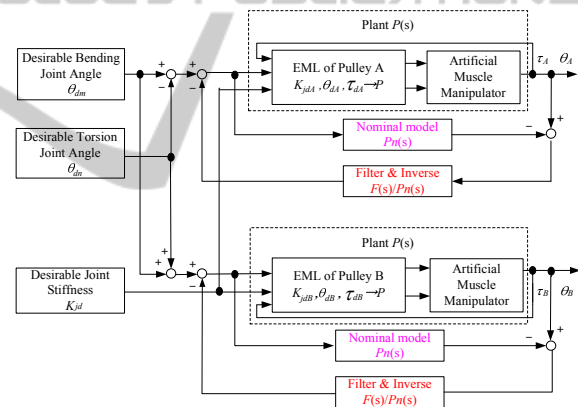 Plant P(s)
Desirable Bending
Joint Angle
θdm
+
+
−
+
−
EML of Pulley A
KjdA ,θdA , τdA→P
Artificial
Muscle
Manipulator
τA
θA
Nominal model
Pn(s)
−
+
Filter & Inverse
F(s)/Pn(s)
Desirable Torsion
Joint Angle
θdn
Plant P(s)
+
+
+
−
EML of Pulley B
KjdB ,θdB , τdB→P
Artificial
Muscle
Manipulator
τB
θB
Desirable Joint
Stiffness
Kjd
Nominal model
Pn(s)
−
+
Filter & Inverse
F(s)/Pn(s)